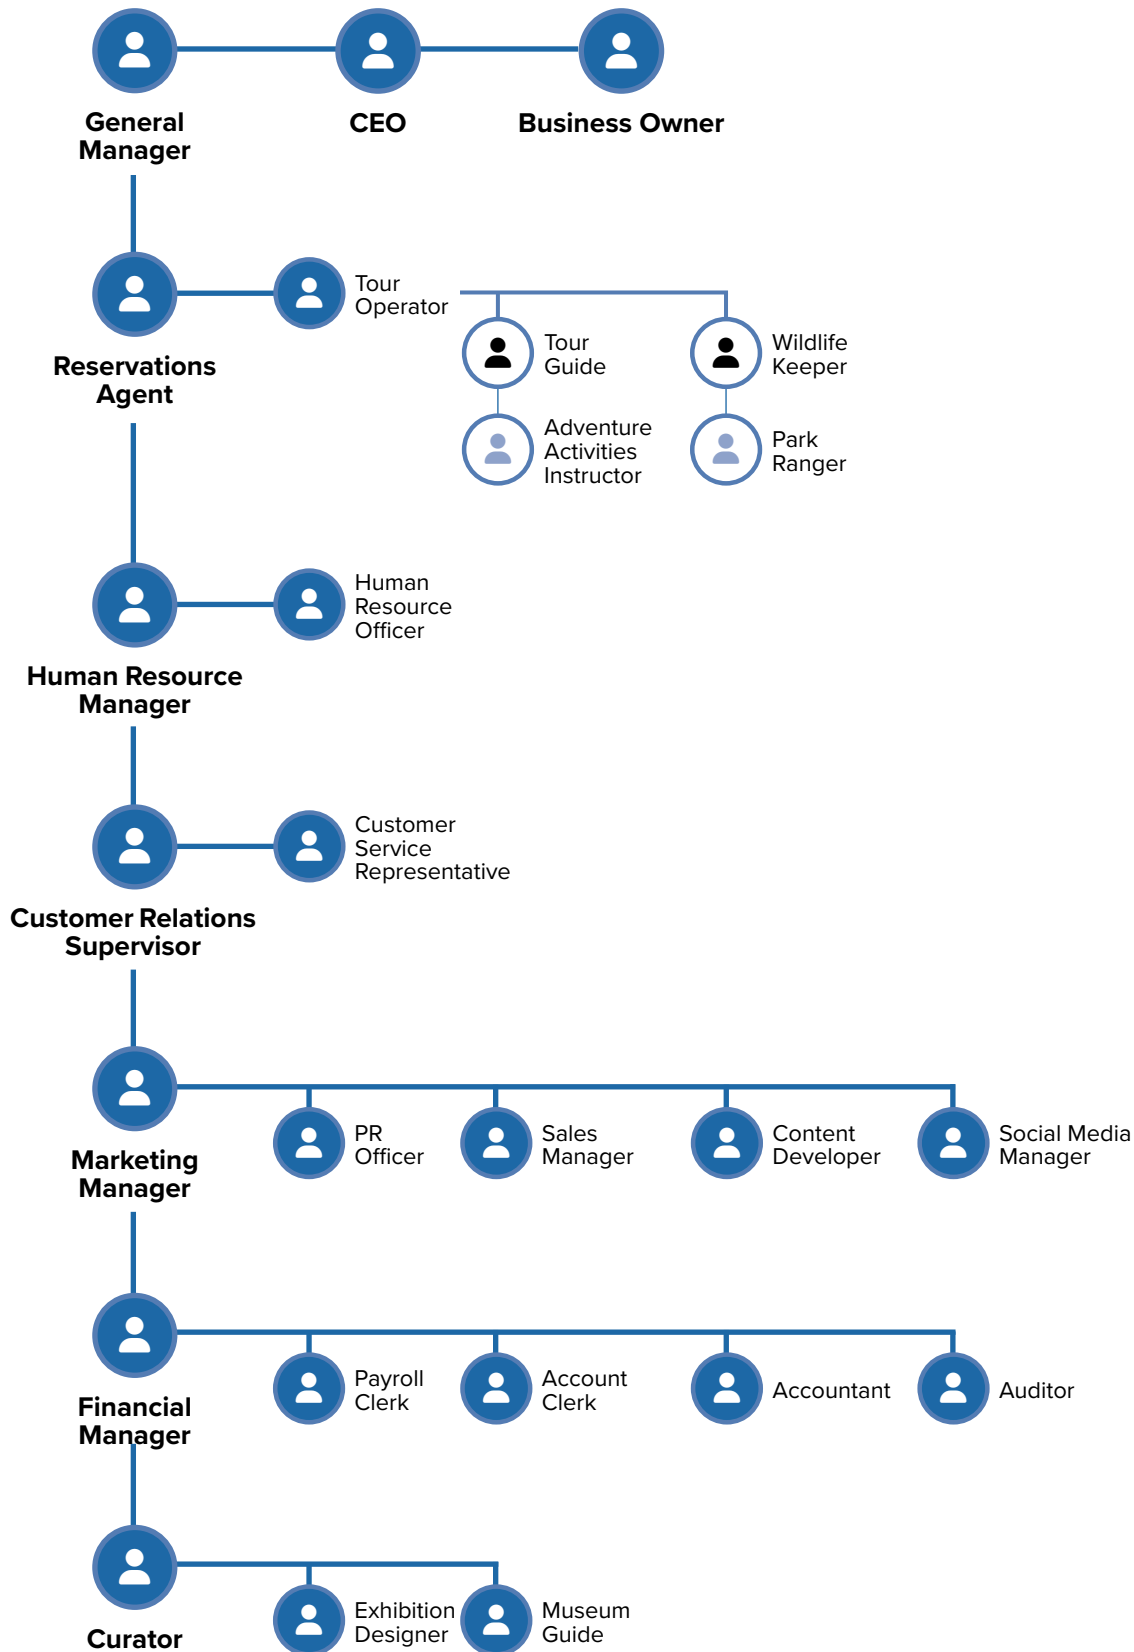 General
Manager
CEO
Business Owner
Reservations
Agent
Tour
Operator
Tour
Guide
Wildlife
Keeper
Adventure
Activities
Instructor
Park
Ranger
Human Resource
Manager
Human
Resource
Officer
Customer Relations
Supervisor
Customer
Service
Representative
Marketing
Manager
PR
Officer
Sales
Manager
Content
Developer
Social Media
Manager
Financial
Manager
Payroll
Clerk
Account
Clerk
Accountant
Auditor
Curator
Exhibition
Designer
Museum
Guide